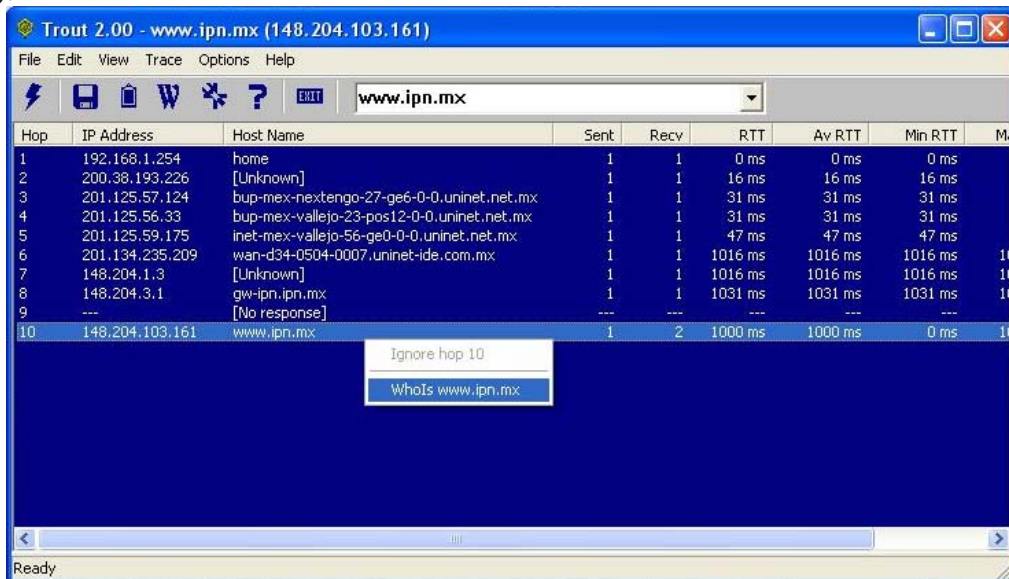 Trout 2.00 - www.ipn.mx (148.204.103.161)
File Edit View Trace Options Help
W ? EXIT www.ipn.mx
Hop IP Address Host Name Sent Recv RTT Av RTT Min RTT
1 192.168.1.254 home 1 1 0 ms 0 ms 0 ms
2 200.38.193.226 [Unknown] 1 1 16 ms 16 ms 16 ms
3 201.125.57.124 bup-mex-nextengo-27-ge6-0-0.uninet.net.mx 1 1 31 ms 31 ms 31 ms
4 201.125.56.33 bup-mex-vallejo-23-pos12-0-0.uninet.net.mx 1 1 31 ms 31 ms 31 ms
5 201.125.59.175 inet-mex-vallejo-56-ge0-0-0.uninet.net.mx 1 1 47 ms 47 ms 47 ms
6 201.134.235.209 wan-d34-0504-0007.uninet-ide.com.mx 1 1 1016 ms 1016 ms 1016 ms
7 148.204.1.3 [Unknown] 1 1 1016 ms 1016 ms 1016 ms
8 148.204.3.1 gw-ipn.ipn.mx 1 1 1031 ms 1031 ms 1031 ms
9 --- [No response] --- --- --- --- ---
10 148.204.103.161 www.ipn.mx 1 2 1000 ms 1000 ms 0 ms
Ignore hop 10
WhoIs www.ipn.mx
Ready